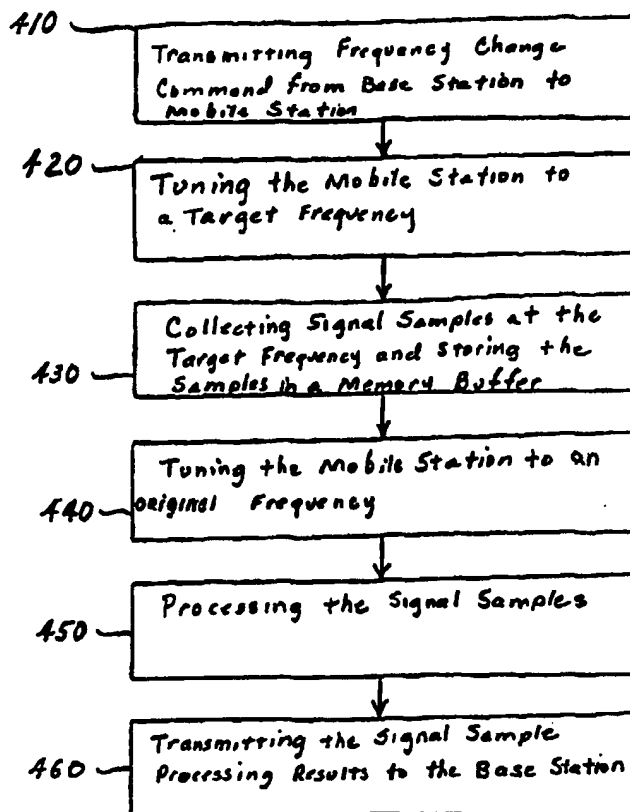 410
Transmitting Frequency Change
Command from Base Station to
Mobile Station
420
Tuning the Mobile Station to
a Target Frequency
430
Collecting Signal Samples at the
Target Frequency and Storing the
Samples in a Memory Buffer
440
Tuning the Mobile Station to an
original Frequency
450
Processing the Signal Samples
460
Transmitting the Signal Sample
Processing Results to the Base Station